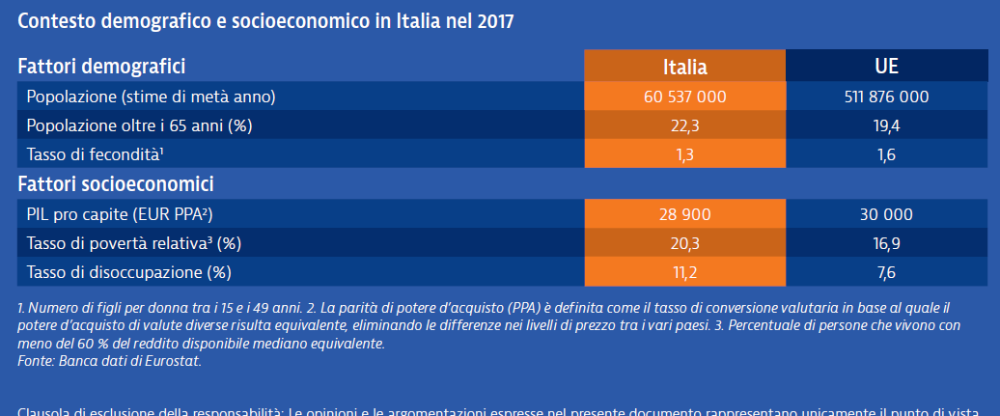 Contesto demografico e socioeconomico in Italia nel 2017
Fattori demografici Italia UE
Popolazione (stime di metà anno) 60 537 000 511 876 000
Popolazione oltre i 65 anni (%) 22,3 19,4
Tasso di fecondità¹ 1,3 1,6
Fattori socioeconomici
PIL pro capite (EUR PPA²) 28 900 30 000
Tasso di povertà relativa³ (%) 20,3 16,9
Tasso di disoccupazione (%) 11,2 7,6
1. Numero di figli per donna tra i 15 e i 49 anni. 2. La parità di potere d'acquisto (PPA) è definita come il tasso di conversione valutaria in base al quale il
potere d'acquisto di valute diverse risulta equivalente, eliminando le differenze nei livelli di prezzo tra i vari paesi. 3. Percentuale di persone che vivono con
meno del 60 % del reddito disponibile mediano equivalente.
Fonte: Banca dati di Eurostat.
Clausola di esclusione della responsabilità: Le opinioni e le argomentazioni espresse nel presente documento rappresentano unicamente il punto di vista